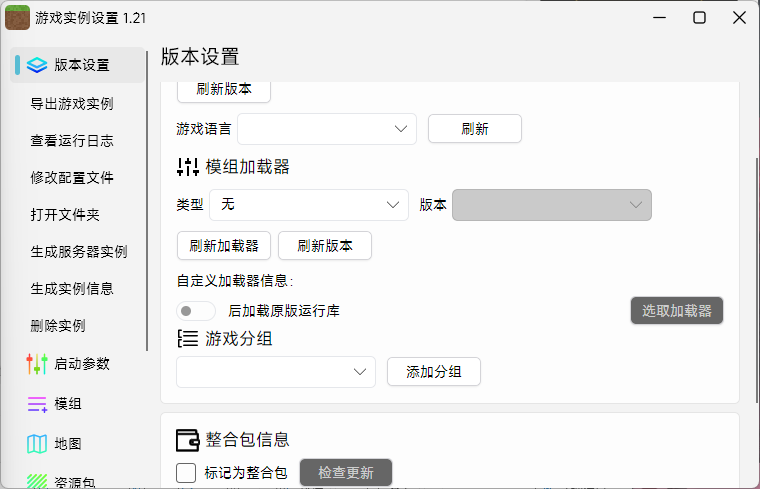 游戏实例设置 1.21
版本设置
导出游戏实例
查看运行日志
修改配置文件
打开文件夹
生成服务器实例
生成实例信息
删除实例
启动参数
模组
地图
资源包
版本设置
刷新版本
游戏语言 刷新
模组加载器
类型 无 版本
刷新加载器 刷新版本
自定义加载器信息:
后加载原版运行库 选取加载器
游戏分组
添加分组
整合包信息
标记为整合包 检查更新